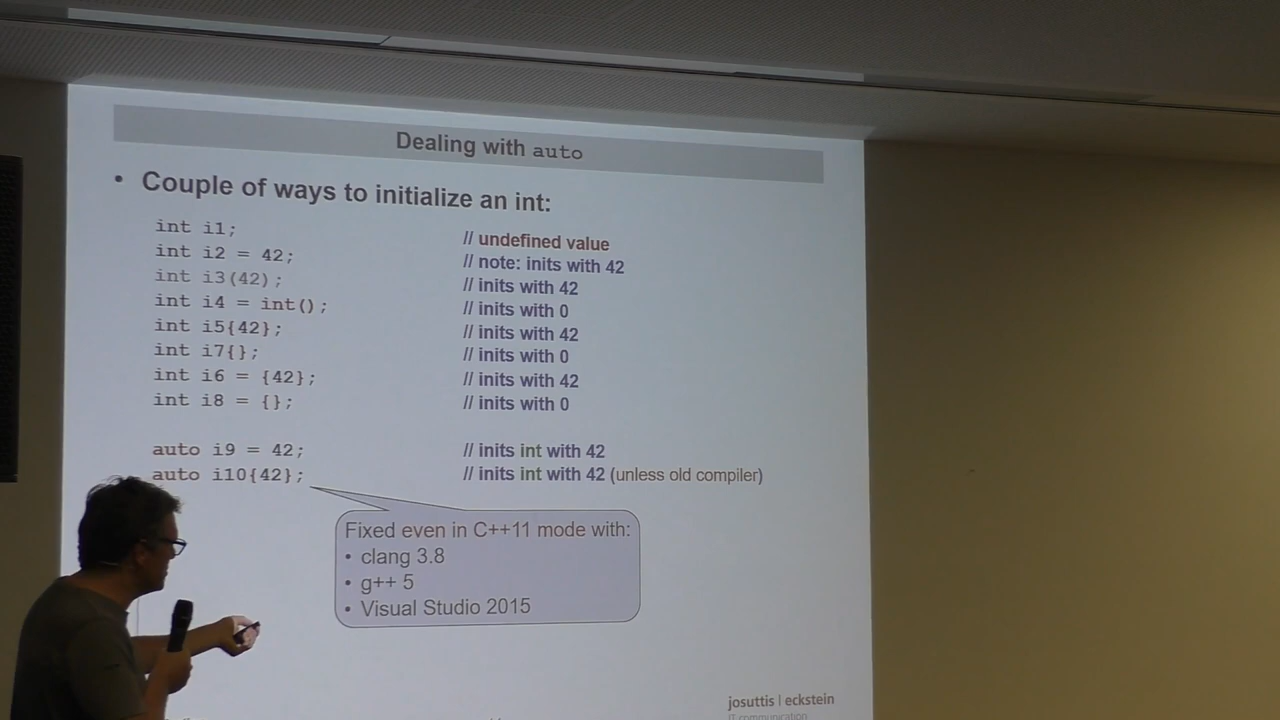 Dealing with auto
• Couple of ways to initialize an int:
int i1; // undefined value
int i2 = 42; // note: inits with 42
int i3(42); // inits with 42
int i4 = int(); // inits with 0
int i5{42}; // inits with 42
int i7{}; // inits with 0
int i6 = {42}; // inits with 42
int i8 = {}; // inits with 0
auto i9 = 42; // inits int with 42
auto i10{42}; // inits int with 42 (unless old compiler)
Fixed even in C++11 mode with:
• clang 3.8
• g++ 5
• Visual Studio 2015
josuttis | eckstein
IT communication